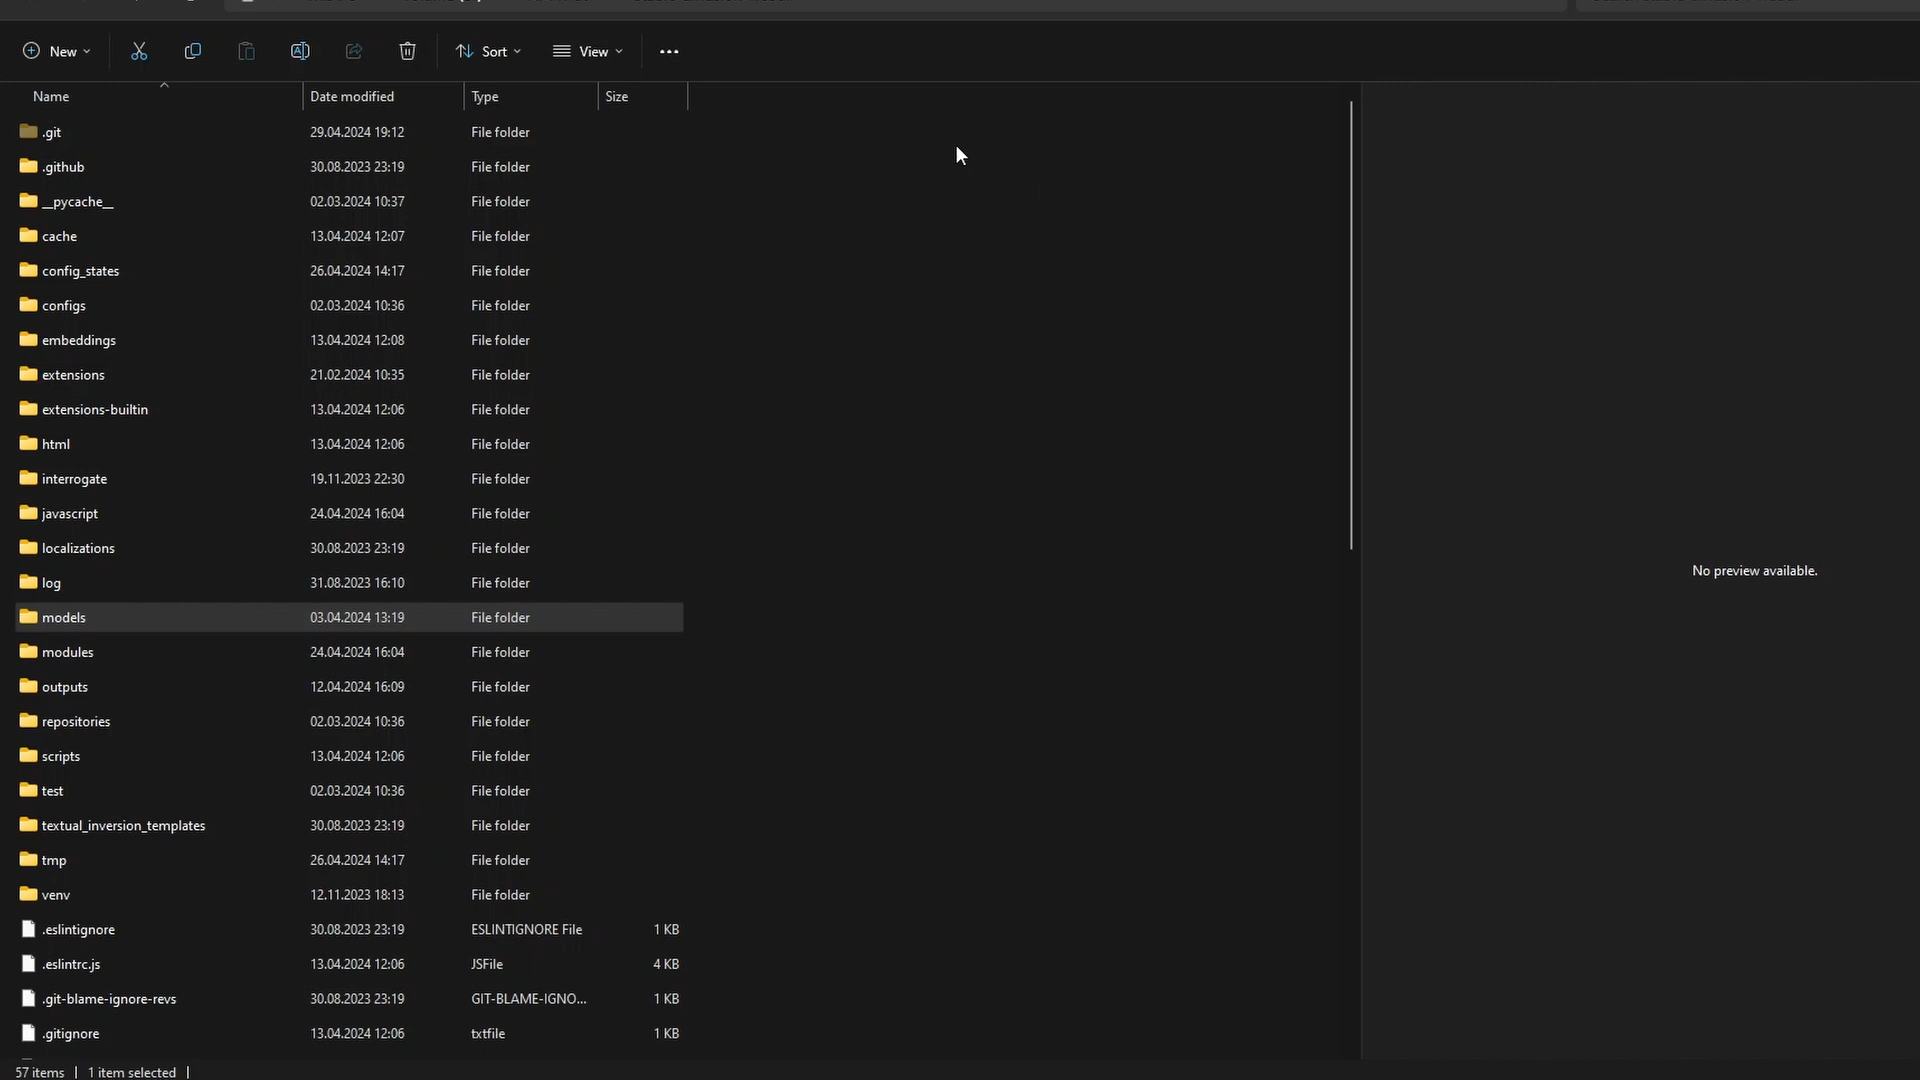 New Sort View
Name Date modified Type Size
.git 29.04.2024 19:12 File folder
.github 30.08.2023 23:19 File folder
__pycache__ 02.03.2024 10:37 File folder
cache 13.04.2024 12:07 File folder
config_states 26.04.2024 14:17 File folder
configs 02.03.2024 10:36 File folder
embeddings 13.04.2024 12:08 File folder
extensions 21.02.2024 10:35 File folder
extensions-builtin 13.04.2024 12:06 File folder
html 13.04.2024 12:06 File folder
interrogate 19.11.2023 22:30 File folder
javascript 24.04.2024 16:04 File folder
localizations 30.08.2023 23:19 File folder
No preview available.
log 31.08.2023 16:10 File folder
models 03.04.2024 13:19 File folder
modules 24.04.2024 16:04 File folder
outputs 12.04.2024 16:09 File folder
repositories 02.03.2024 10:36 File folder
scripts 13.04.2024 12:06 File folder
test 02.03.2024 10:36 File folder
textual_inversion_templates 30.08.2023 23:19 File folder
tmp 26.04.2024 14:17 File folder
venv 12.11.2023 18:13 File folder
.eslintignore 30.08.2023 23:19 ESLINTIGNORE File 1 KB
.eslintrc.js 13.04.2024 12:06 JSFile 4 KB
.git-blame-ignore-revs 30.08.2023 23:19 GIT-BLAME-IGNO... 1 KB
.gitignore 13.04.2024 12:06 txtfile 1 KB
57 items 1 item selected